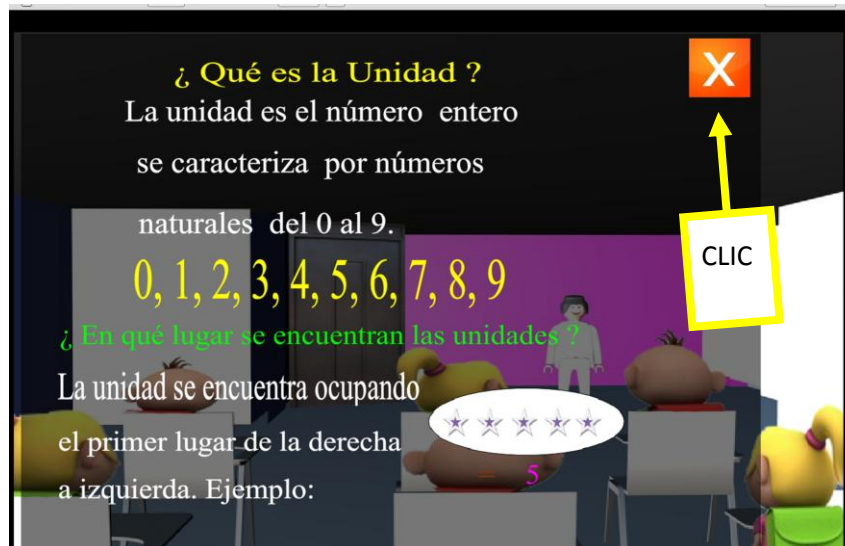 ¿ Qué es la Unidad ?
X
La unidad es el número entero
se caracteriza por números
naturales del 0 al 9.
CLIC
0, 1, 2, 3, 4, 5, 6, 7, 8, 9
¿ En qué lugar se encuentran las unidades ?
La unidad se encuentra ocupando
el primer lugar de la derecha
= 5
a izquierda. Ejemplo: